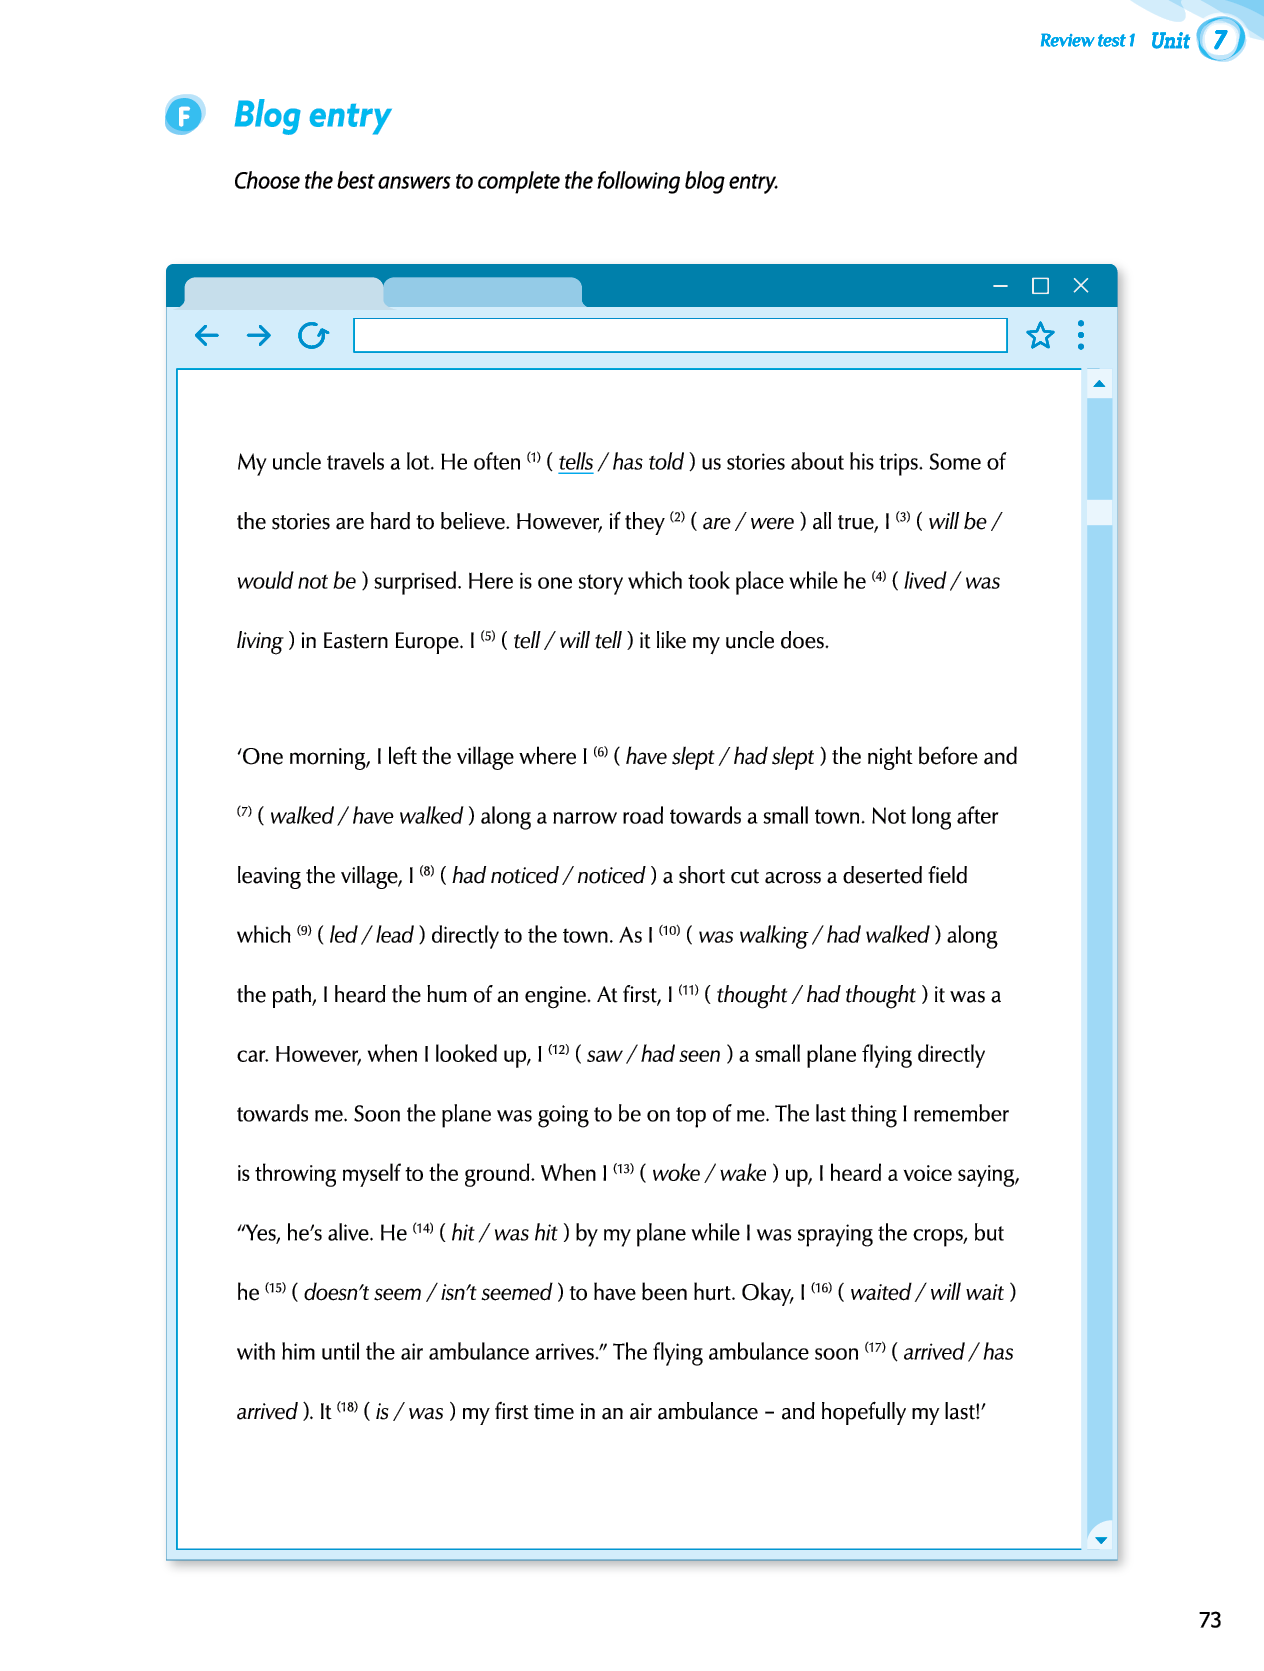 Review test 1 Unit 7
F Blog entry
Choose the best answers to complete the following blog entry.
My uncle travels a lot. He often (1) ( tells / has told ) us stories about his trips. Some of
the stories are hard to believe. However, if they (2) ( are / were ) all true, I (3) ( will be /
would not be ) surprised. Here is one story which took place while he (4) ( lived / was
living ) in Eastern Europe. I (5) ( tell / will tell ) it like my uncle does.
‘One morning, I left the village where I (6) ( have slept / had slept ) the night before and
(7) ( walked / have walked ) along a narrow road towards a small town. Not long after
leaving the village, I (8) ( had noticed / noticed ) a short cut across a deserted field
which (9) ( led / lead ) directly to the town. As I (10) ( was walking / had walked ) along
the path, I heard the hum of an engine. At first, I (11) ( thought / had thought ) it was a
car. However, when I looked up, I (12) ( saw / had seen ) a small plane flying directly
towards me. Soon the plane was going to be on top of me. The last thing I remember
is throwing myself to the ground. When I (13) ( woke / wake ) up, I heard a voice saying,
“Yes, he’s alive. He (14) ( hit / was hit ) by my plane while I was spraying the crops, but
he (15) ( doesn’t seem / isn’t seemed ) to have been hurt. Okay, I (16) ( waited / will wait )
with him until the air ambulance arrives.” The flying ambulance soon (17) ( arrived / has
arrived ). It (18) ( is / was ) my first time in an air ambulance – and hopefully my last!’
73